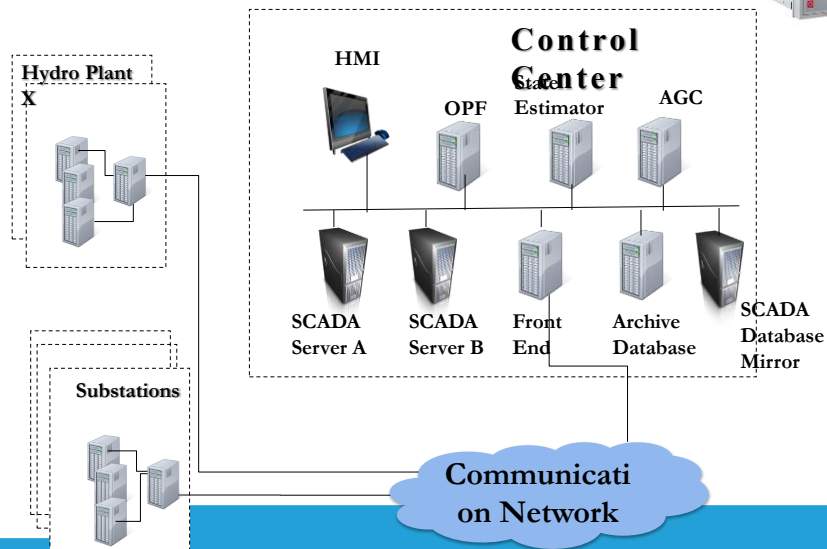 Control
Center
HMI
Hydro Plant
X
State
Estimator
OPF
AGC
SCADA
Server A
SCADA
Server B
Front
End
Archive
Database
SCADA
Database
Mirror
Substations
Communicati
on Network